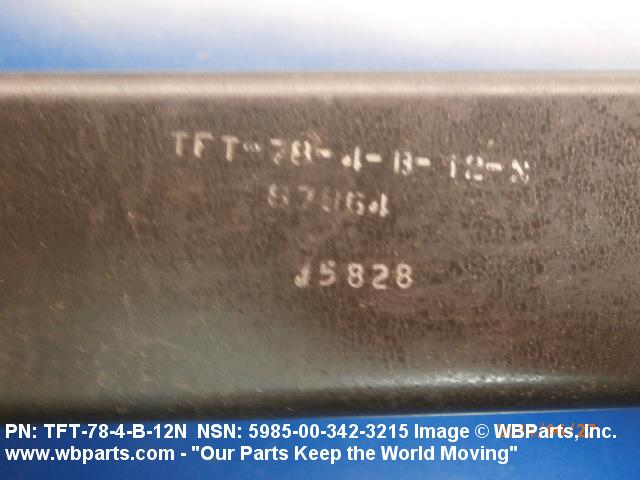 TFT-78-4-B-12-N
87964
J5828
PN: TFT-78-4-B-12N NSN: 5985-00-342-3215 Image © WBParts, Inc.
www.wbparts.com - "Our Parts Keep the World Moving"